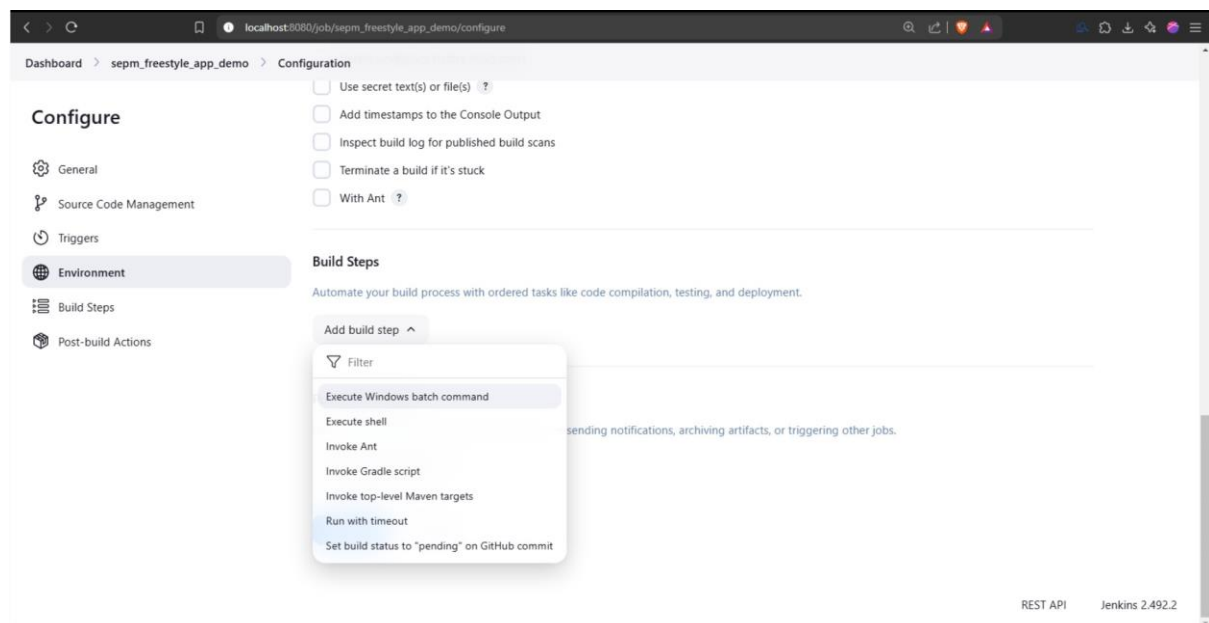 localhost:8080/job/sepm_freestyle_app_demo/configure
Dashboard > sepm_freestyle_app_demo > Configuration
Configure
General
Source Code Management
Triggers
Environment
Build Steps
Post-build Actions
Use secret text(s) or file(s) ?
Add timestamps to the Console Output
Inspect build log for published build scans
Terminate a build if it's stuck
With Ant ?
Build Steps
Automate your build process with ordered tasks like code compilation, testing, and deployment.
Add build step
Filter
Execute Windows batch command
Execute shell
Invoke Ant
Invoke Gradle script
Invoke top-level Maven targets
Run with timeout
Set build status to "pending" on GitHub commit
sending notifications, archiving artifacts, or triggering other jobs.
REST API Jenkins 2.492.2